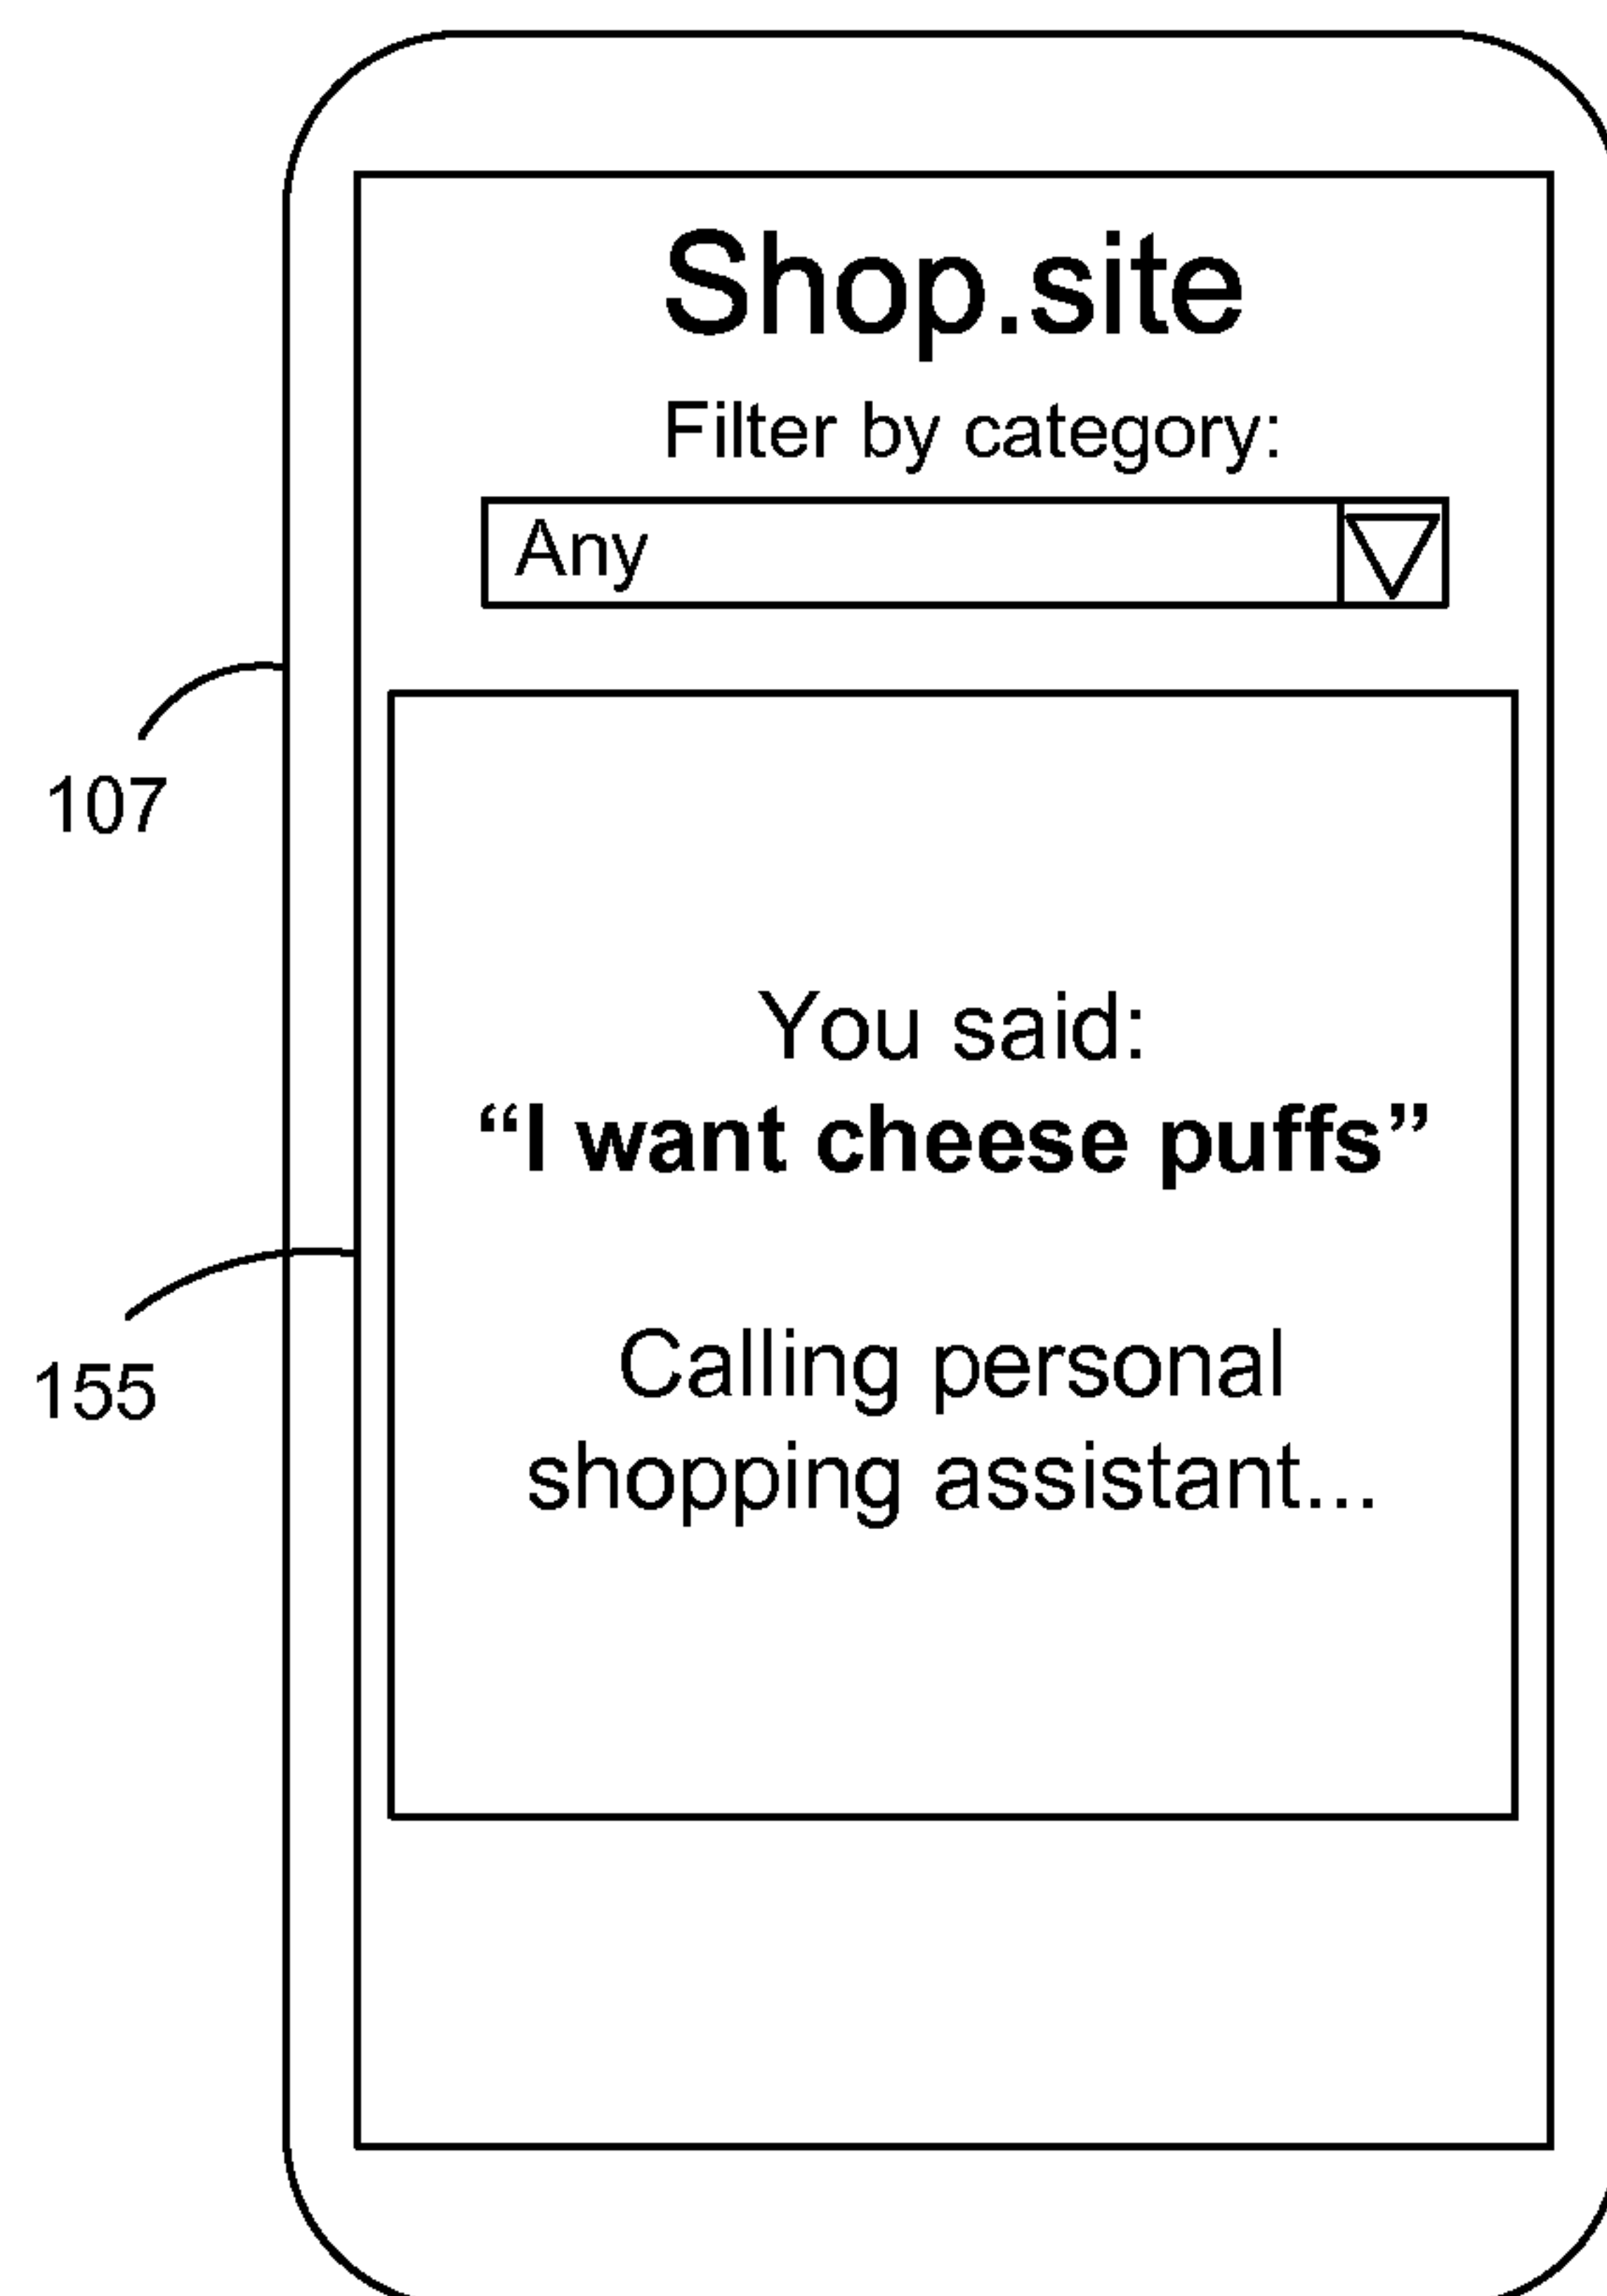 Shop.site
Filter by category:
Any
107
You said:
“I want cheese puffs”
155
Calling personal
shopping assistant...